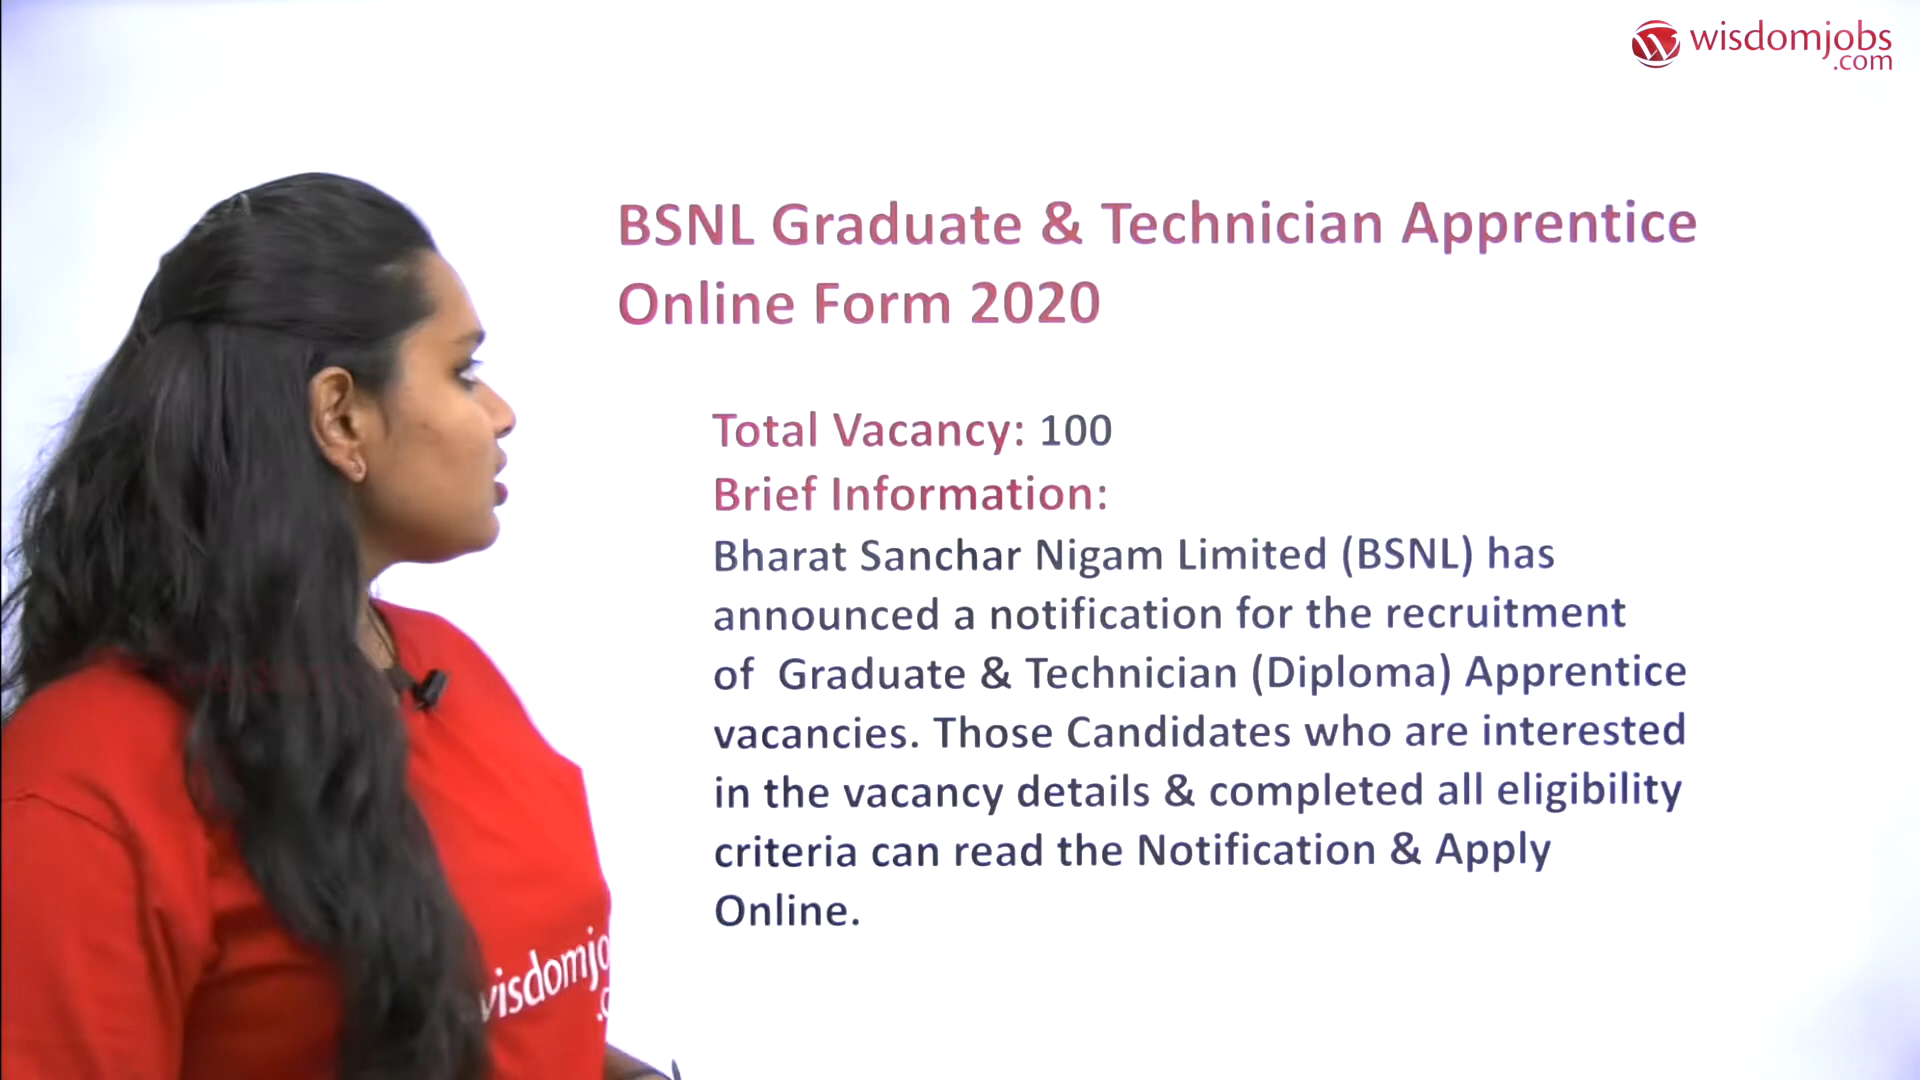 wisdomjobs
.com
BSNL Graduate & Technician Apprentice
Online Form 2020
Total Vacancy: 100
Brief Information:
Bharat Sanchar Nigam Limited (BSNL) has
announced a notification for the recruitment
of  Graduate & Technician (Diploma) Apprentice
vacancies. Those Candidates who are interested
in the vacancy details & completed all eligibility
criteria can read the Notification & Apply
Online.